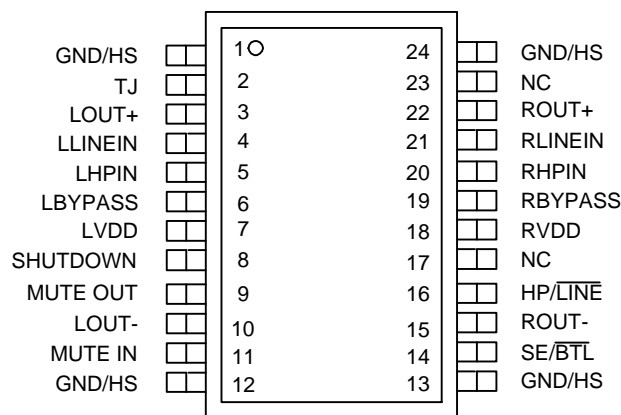 GND/HS 1 24 GND/HS
TJ 2 23 NC
LOUT+ 3 22 ROUT+
LLINEIN 4 21 RLINEIN
LHPIN 5 20 RHPIN
LBYPASS 6 19 RBYPASS
LVDD 7 18 RVDD
SHUTDOWN 8 17 NC
MUTE OUT 9 16 HP/L̅I̅N̅E̅
LOUT- 10 15 ROUT-
MUTE IN 11 14 SE/B̅T̅L̅
GND/HS 12 13 GND/HS